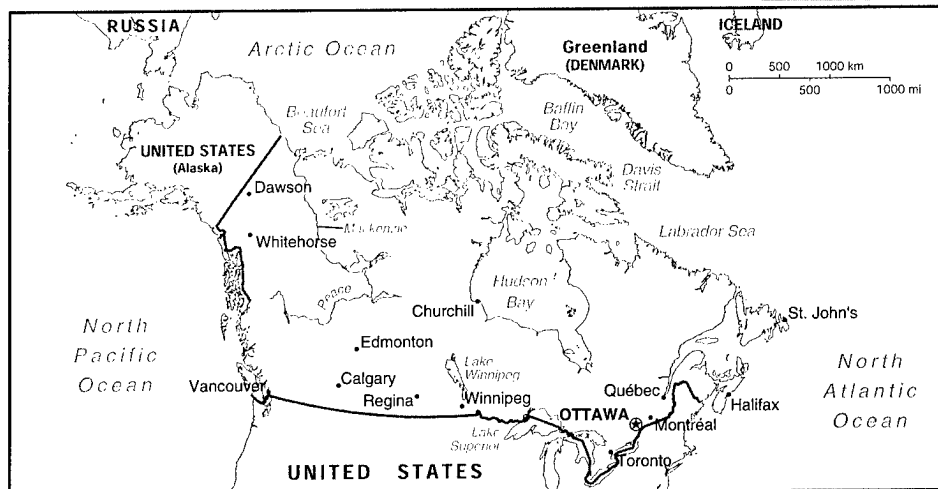 RUSSIA
Arctic Ocean
Greenland
(DENMARK)
ICELAND
0 500 1000 km
0 500 1000 mi
Beaufort
Sea
Baffin
Bay
UNITED STATES
(Alaska)
Davis
Strait
Dawson
Mackenzie
Whitehorse
Labrador Sea
Hudson
Bay
Peace
Churchill
St. John's
North
Pacific
Ocean
Edmonton
Lake
Winnipeg
North
Atlantic
Ocean
Vancouver
Calgary
Regina
Winnipeg
Québec
Halifax
OTTAWA
Montréal
Lake
Superior
Toronto
UNITED STATES